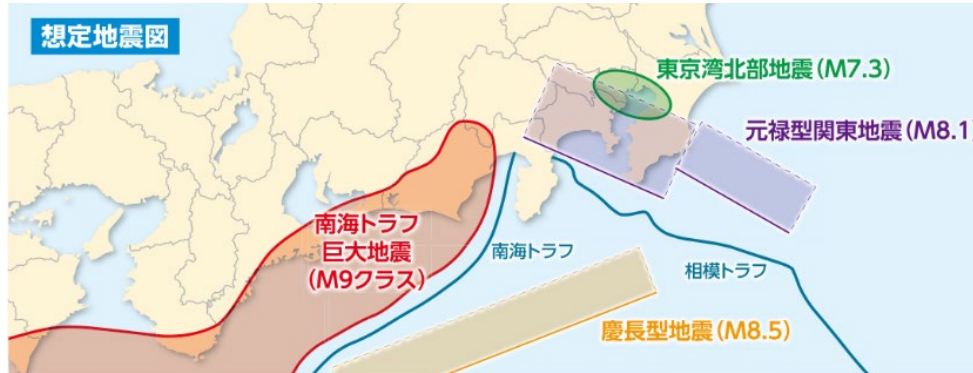 想定地震図
東京湾北部地震(M7.3)
元禄型関東地震(M8.1)
南海トラフ
巨大地震
(M9クラス)
南海トラフ
相模トラフ
慶長型地震(M8.5)